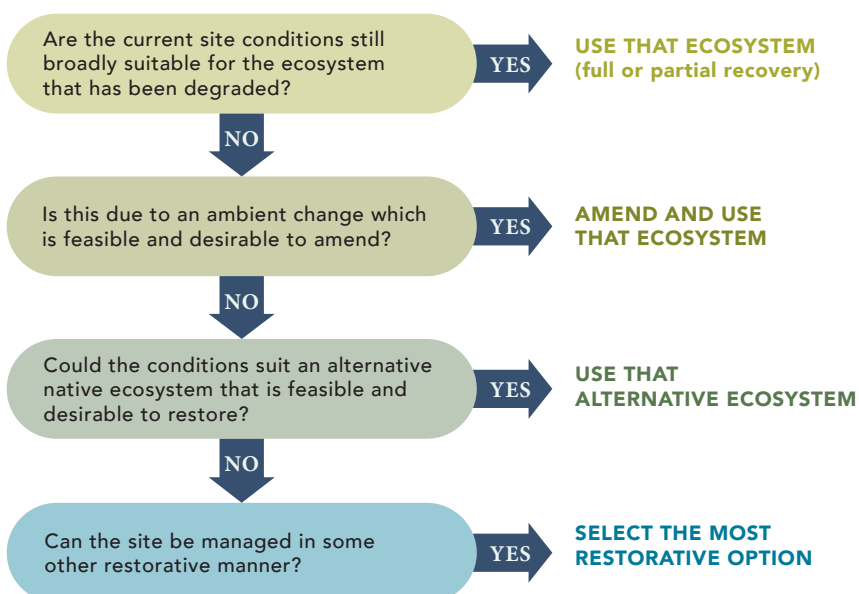 Are the current site conditions still
broadly suitable for the ecosystem
that has been degraded?
YES
USE THAT ECOSYSTEM
(full or partial recovery)
NO
Is this due to an ambient change which
is feasible and desirable to amend?
YES
AMEND AND USE
THAT ECOSYSTEM
NO
Could the conditions suit an alternative
native ecosystem that is feasible and
desirable to restore?
YES
USE THAT
ALTERNATIVE ECOSYSTEM
NO
Can the site be managed in some
other restorative manner?
YES
SELECT THE MOST
RESTORATIVE OPTION